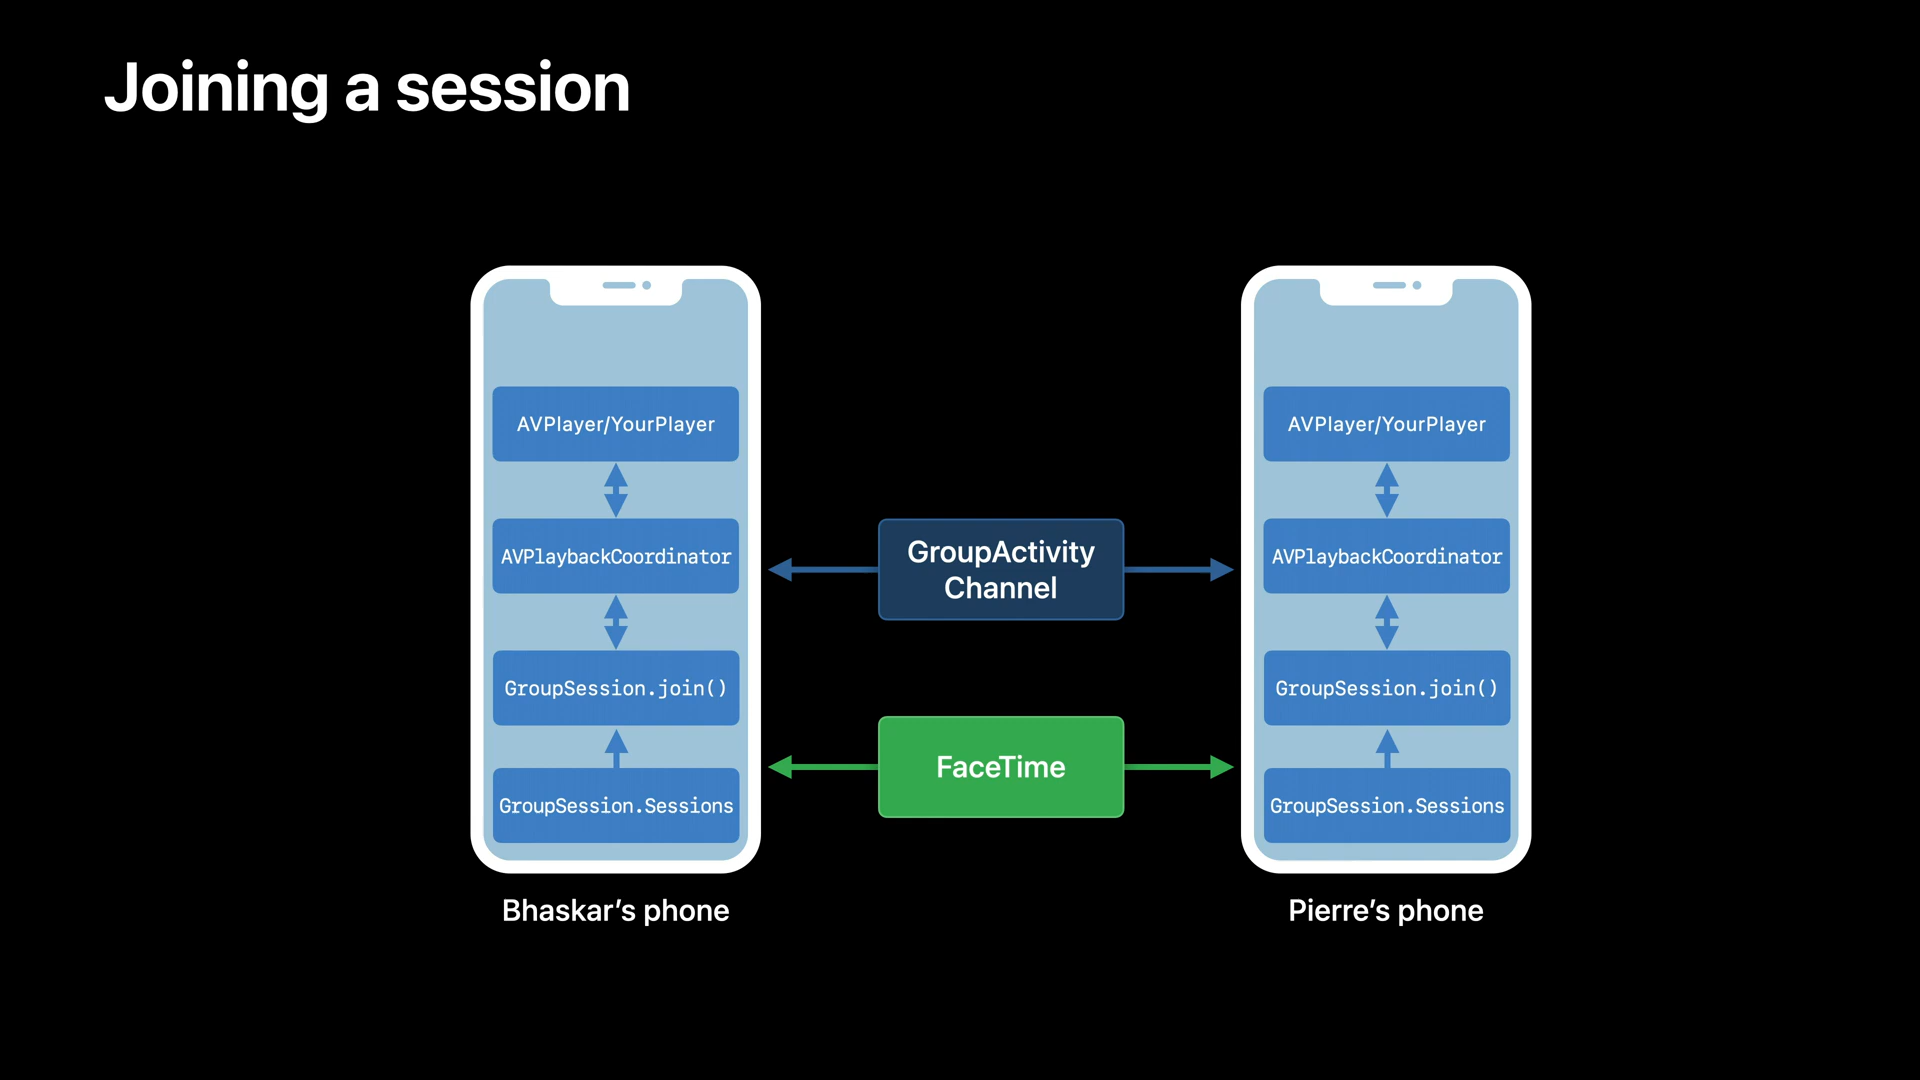 Joining a session
AVPlayer/YourPlayer
AVPlaybackCoordinator
GroupSession.join()
GroupSession.Sessions
Bhaskar’s phone
GroupActivity
Channel
FaceTime
AVPlayer/YourPlayer
AVPlaybackCoordinator
GroupSession.join()
GroupSession.Sessions
Pierre’s phone